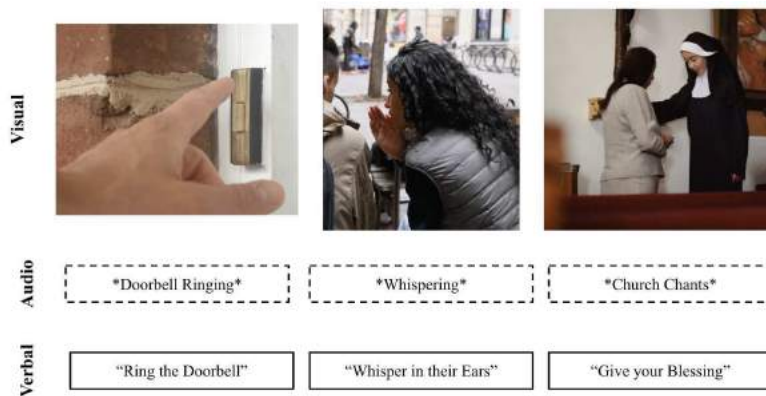 Visual
Audio
*Doorbell Ringing*
*Whispering*
*Church Chants*
Verbal
“Ring the Doorbell”
“Whisper in their Ears”
“Give your Blessing”